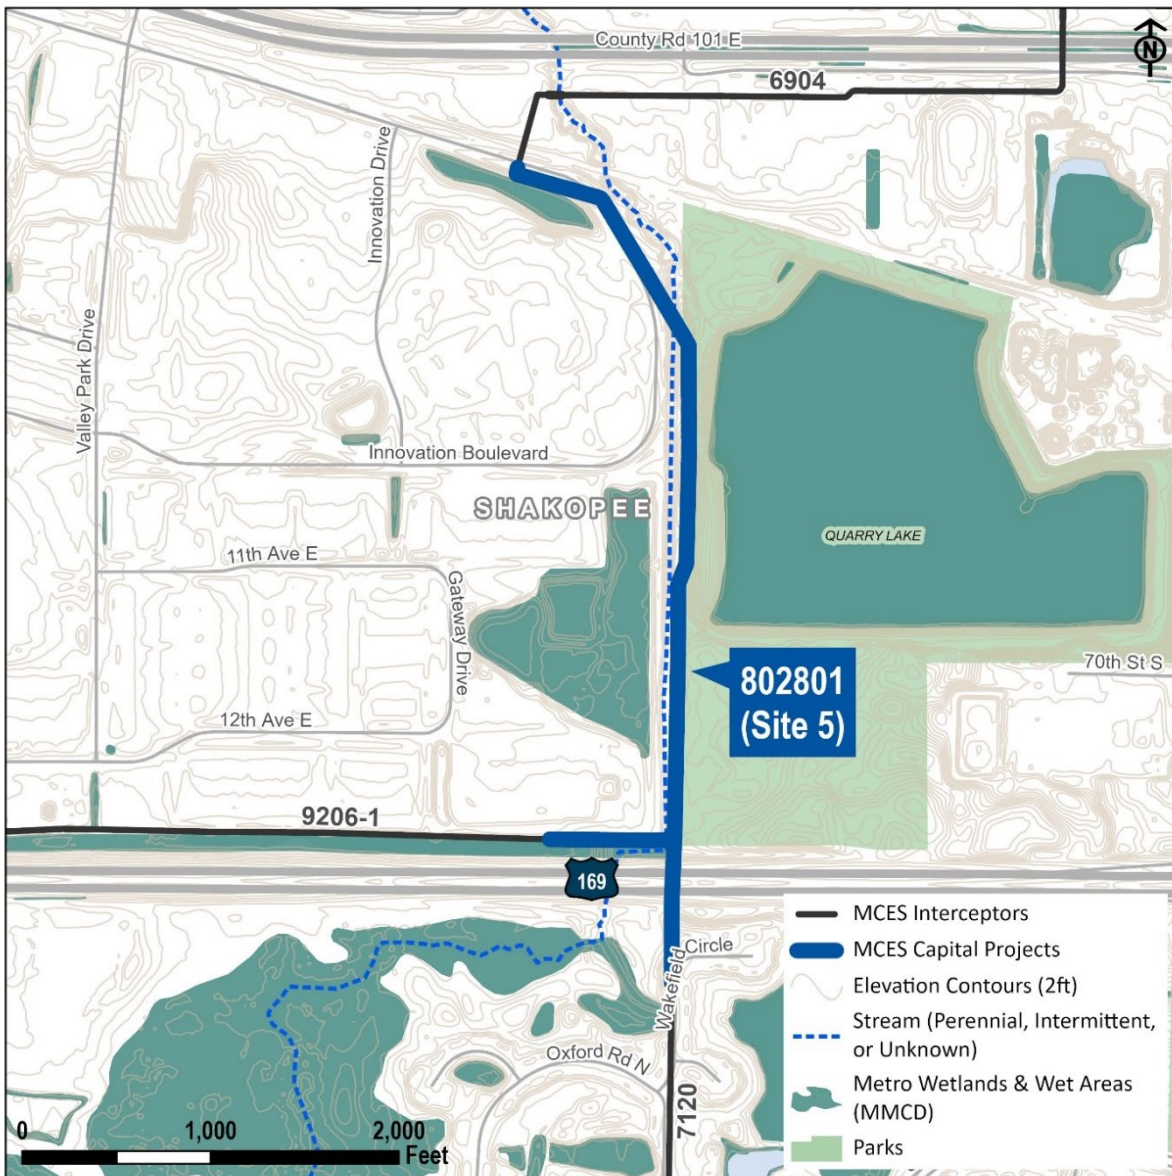 County Rd 101 E
N
6904
Innovation Drive
Valley Park Drive
Innovation Boulevard
SHAKOPEE
QUARRY LAKE
11th Ave E
Gateway Drive
70th St S
802801
(Site 5)
12th Ave E
9206-1
169
Wakefield
Circle
Oxford Rd N
7120
MCES Interceptors
MCES Capital Projects
Elevation Contours (2ft)
Stream (Perennial, Intermittent,
or Unknown)
Metro Wetlands & Wet Areas
(MMCD)
Parks
0 1,000 2,000
Feet